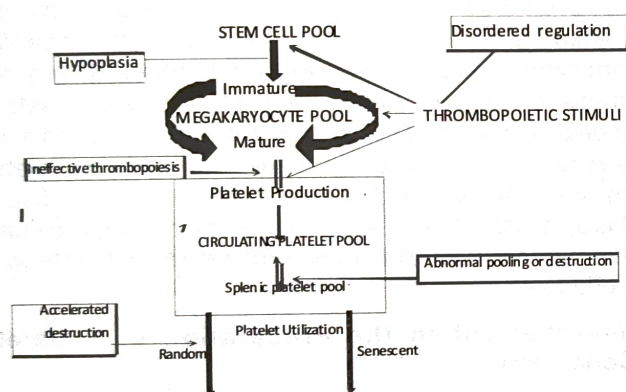 STEM CELL POOL
Disordered regulation
Hypoplasia
Immature
MEGAKARYOCYTE POOL
THROMBOPOIETIC STIMULI
Mature
Ineffective thrombopoiesis
Platelet Production
CIRCULATING PLATELET POOL
Abnormal pooling or destruction
Splenic platelet pool
Accelerated
destruction
Platelet Utilization
Random
Senescent